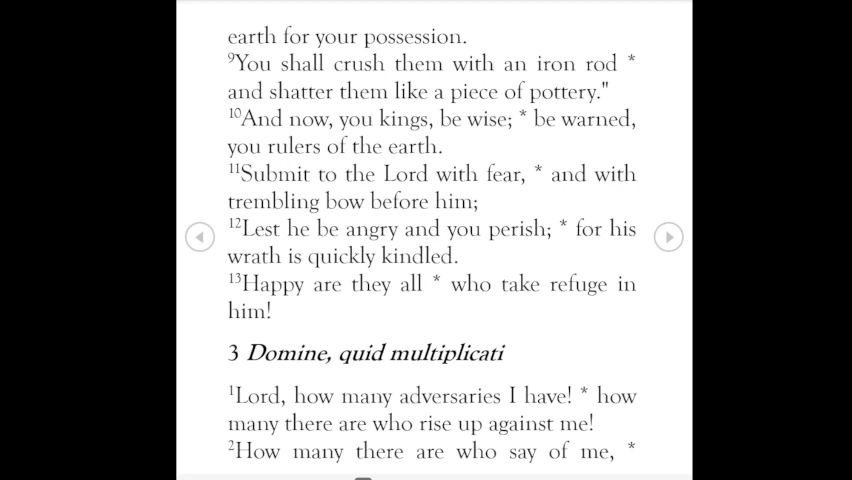 earth for your possession.
⁹You shall crush them with an iron rod *
and shatter them like a piece of pottery."
¹⁰And now, you kings, be wise; * be warned,
you rulers of the earth.
¹¹Submit to the Lord with fear, * and with
trembling bow before him;
¹²Lest he be angry and you perish; * for his
wrath is quickly kindled.
¹³Happy are they all * who take refuge in
him!
3 Domine, quid multiplicati
¹Lord, how many adversaries I have! * how
many there are who rise up against me!
²How many there are who say of me, *